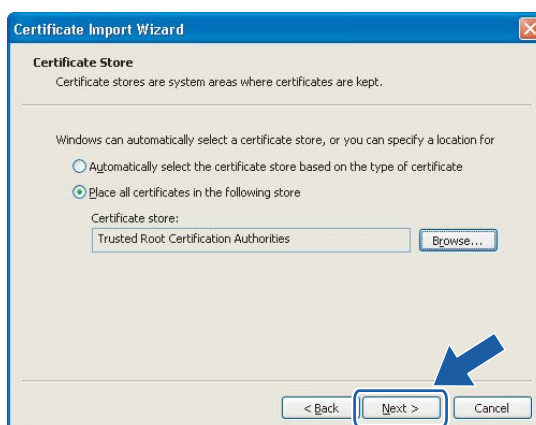 Certificate Import Wizard
Certificate Store
Certificate stores are system areas where certificates are kept.
Windows can automatically select a certificate store, or you can specify a location for
Automatically select the certificate store based on the type of certificate
Place all certificates in the following store
Certificate store:
Trusted Root Certification Authorities
Browse...
< Back
Next >
Cancel